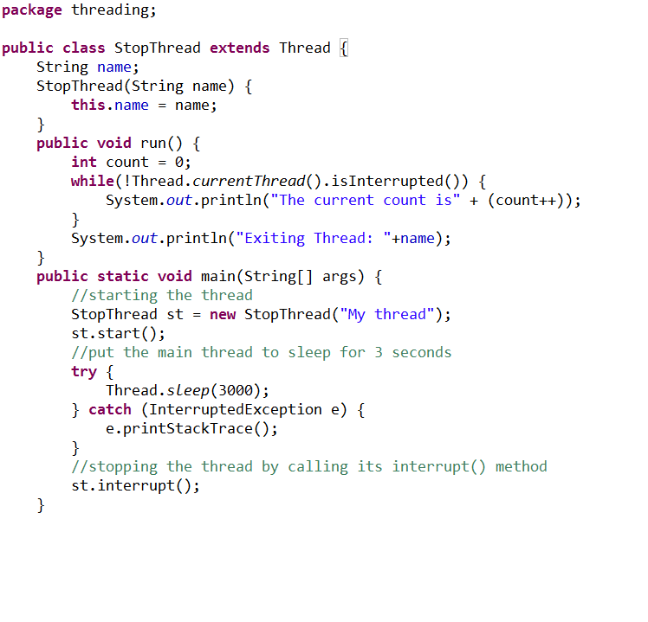 package threading;
public class StopThread extends Thread {
String name;
StopThread(String name) {
this.name = name;
}
public void run() {
int count = 0;
while(!Thread.currentThread().isInterrupted()) {
System.out.println("The current count is" + (count++));
}
System.out.println("Exiting Thread: "+name);
}
public static void main(String[] args) {
//starting the thread
StopThread st = new StopThread("My thread");
st.start();
//put the main thread to sleep for 3 seconds
try {
Thread.sleep(3000);
} catch (InterruptedException e) {
e.printStackTrace();
}
//stopping the thread by calling its interrupt() method
st.interrupt();
}